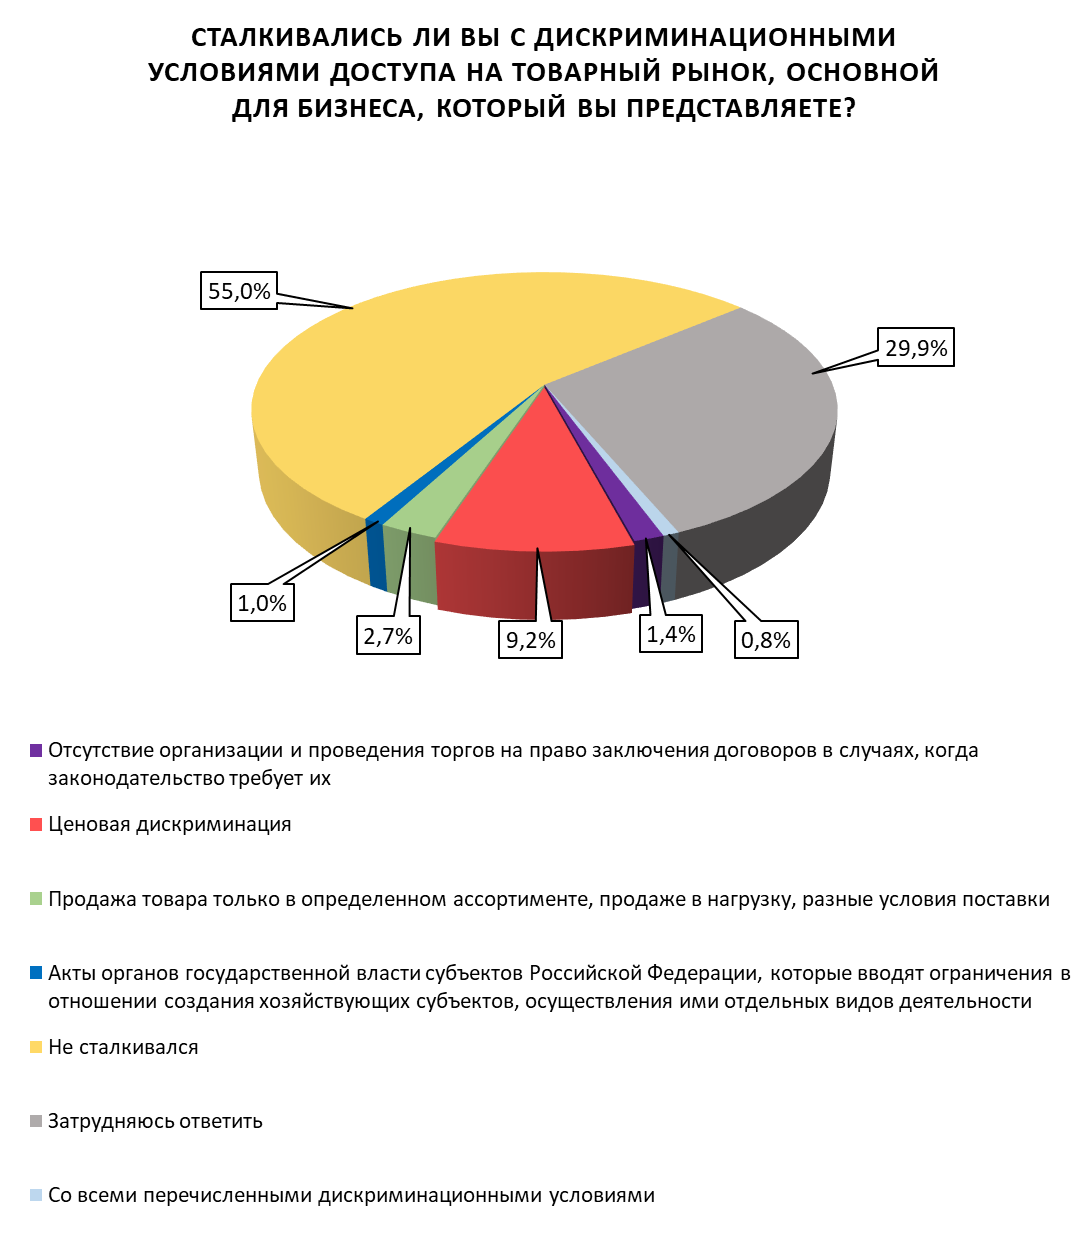 СТАЛКИВАЛИСЬ ЛИ ВЫ С ДИСКРИМИНАЦИОННЫМИ
УСЛОВИЯМИ ДОСТУПА НА ТОВАРНЫЙ РЫНОК, ОСНОВНОЙ
ДЛЯ БИЗНЕСА, КОТОРЫЙ ВЫ ПРЕДСТАВЛЯЕТЕ?
55,0%
29,9%
1,0%
2,7%
9,2%
1,4%
0,8%
Отсутствие организации и проведения торгов на право заключения договоров в случаях, когда
законодательство требует их
Ценовая дискриминация
Продажа товара только в определенном ассортименте, продаже в нагрузку, разные условия поставки
Акты органов государственной власти субъектов Российской Федерации, которые вводят ограничения в
отношении создания хозяйствующих субъектов, осуществления ими отдельных видов деятельности
Не сталкивался
Затрудняюсь ответить
Со всеми перечисленными дискриминационными условиями